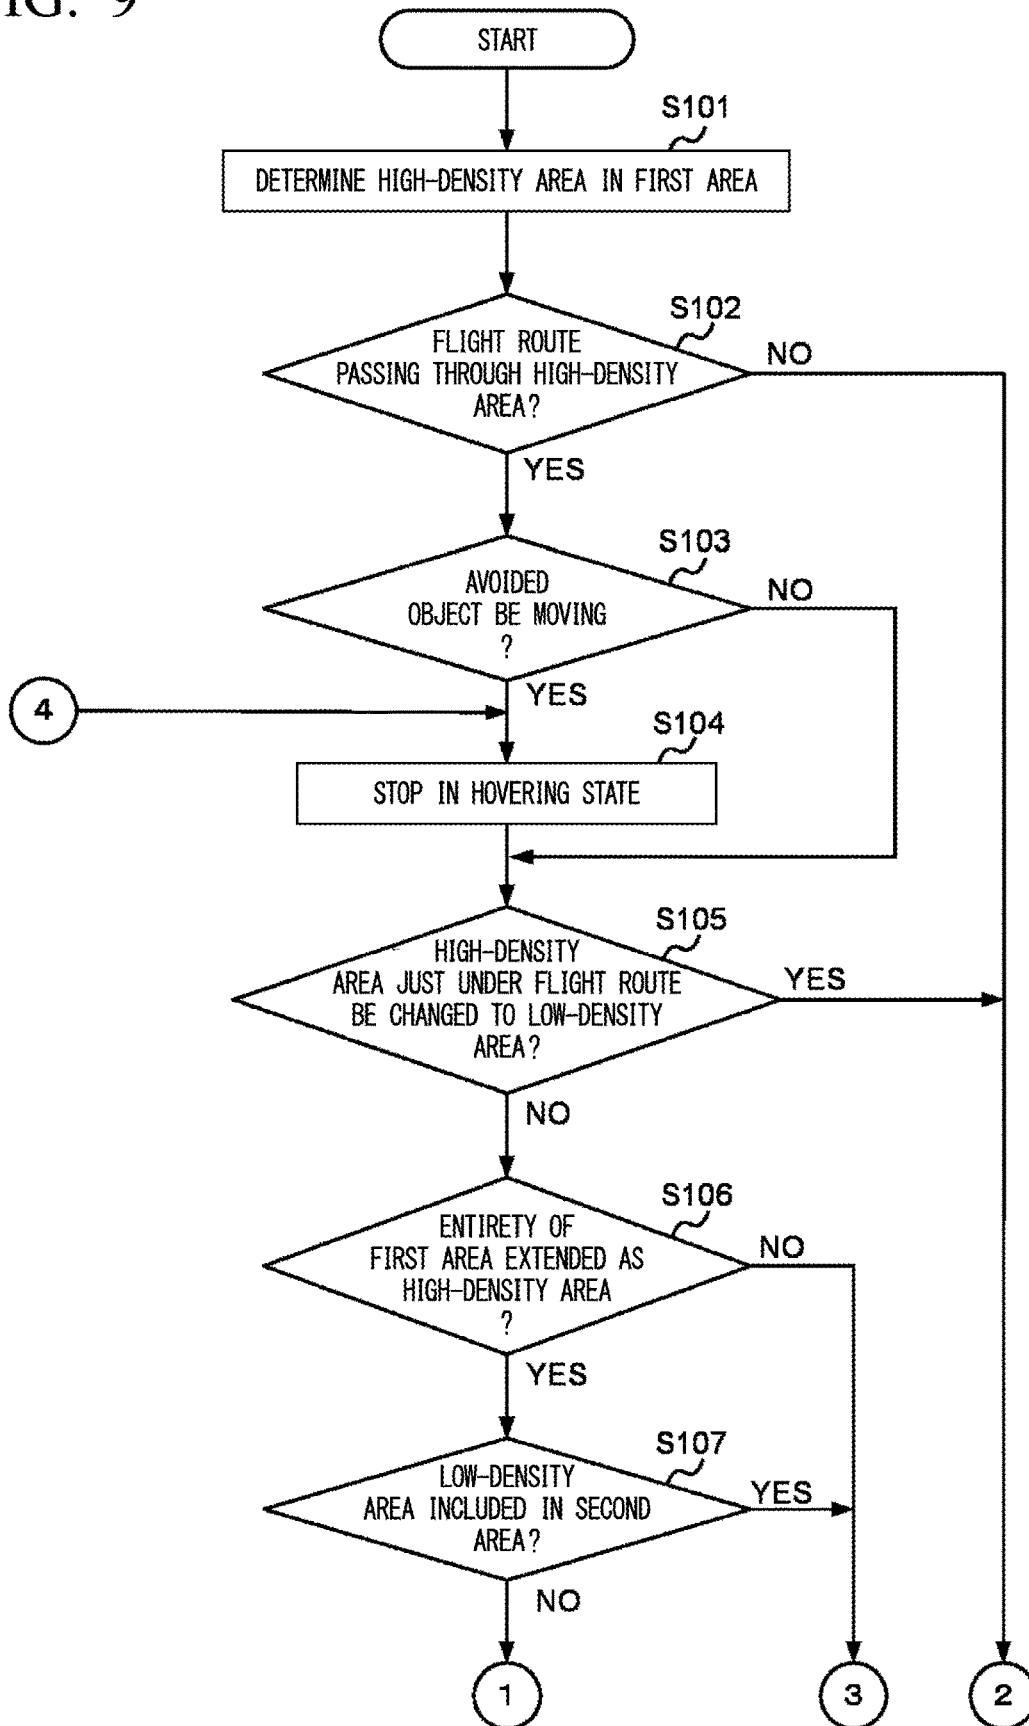 IG. 9
START
S101
DETERMINE HIGH-DENSITY AREA IN FIRST AREA
S102
FLIGHT ROUTE
PASSING THROUGH HIGH-DENSITY
AREA?
NO
YES
S103
AVOIDED
OBJECT BE MOVING
?
NO
YES
4
S104
STOP IN HOVERING STATE
S105
HIGH-DENSITY
AREA JUST UNDER FLIGHT ROUTE
BE CHANGED TO LOW-DENSITY
AREA?
YES
NO
S106
ENTIRETY OF
FIRST AREA EXTENDED AS
HIGH-DENSITY AREA
?
NO
YES
S107
LOW-DENSITY
AREA INCLUDED IN SECOND
AREA?
YES
NO
1
3
2